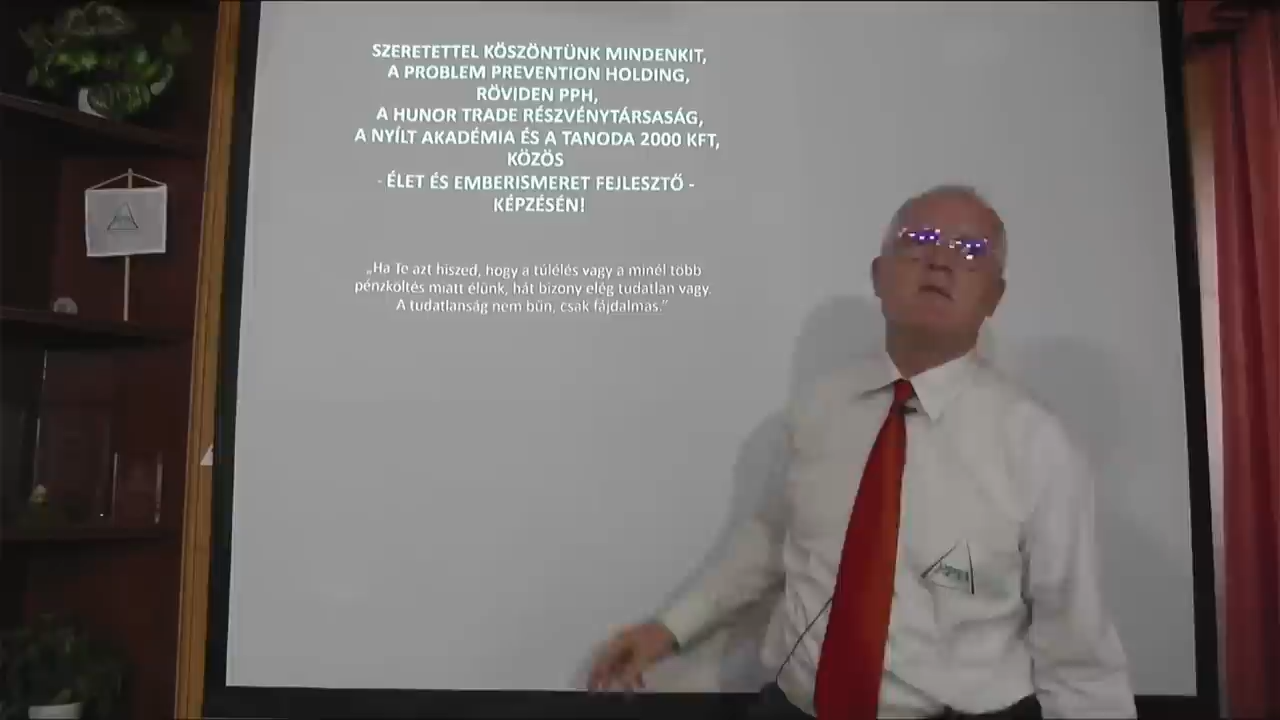 SZERETETTEL KÖSZÖNTÜNK MINDENKIT,
A PROBLEM PREVENTION HOLDING,
RÖVIDEN PPH,
A HUNOR TRADE RÉSZVÉNYTÁRSASÁG,
A NYÍLT AKADÉMIA ÉS A TANODA 2000 KFT,
KÖZÖS
- ÉLET ÉS EMBERISMERET FEJLESZTŐ -
KÉPZÉSÉN!
„Ha Te azt hiszed, hogy a túlélés vagy a minél több
pénzköltés miatt élünk, hát bizony elég tudatlan vagy.
A tudatlanság nem bűn, csak fájdalmas.”